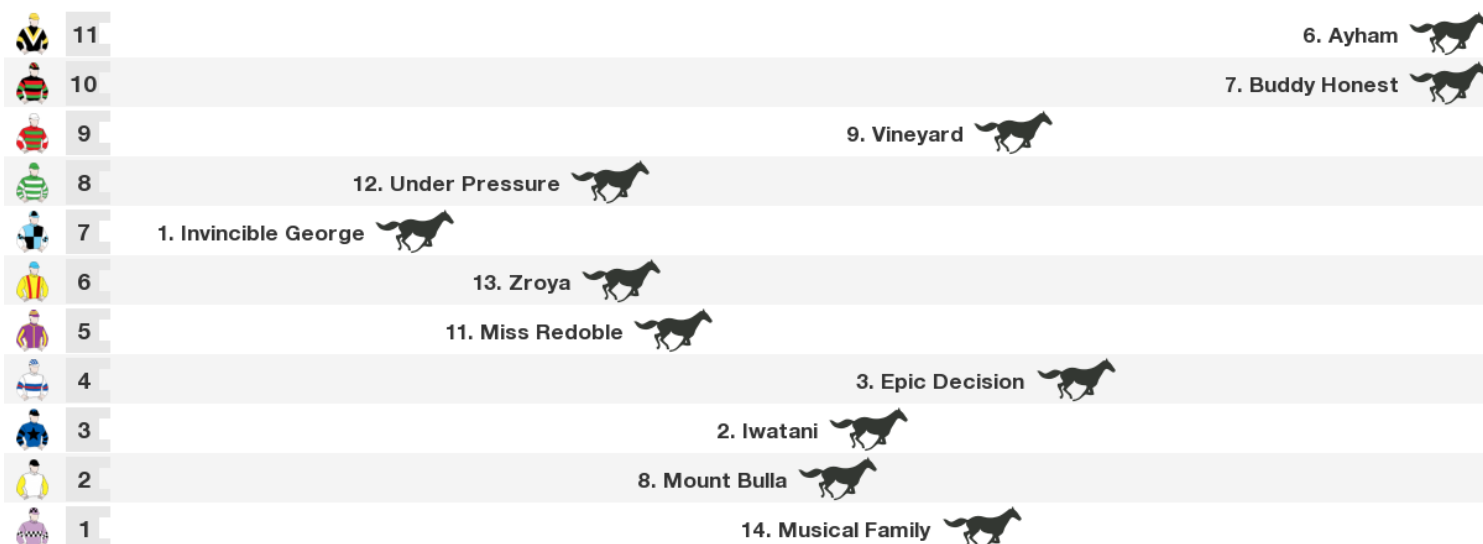 11 6. Ayham
10 7. Buddy Honest
9 9. Vineyard
8 12. Under Pressure
7 1. Invincible George
6 13. Zroya
5 11. Miss Redoble
4 3. Epic Decision
3 2. Iwatani
2 8. Mount Bulla
1 14. Musical Family